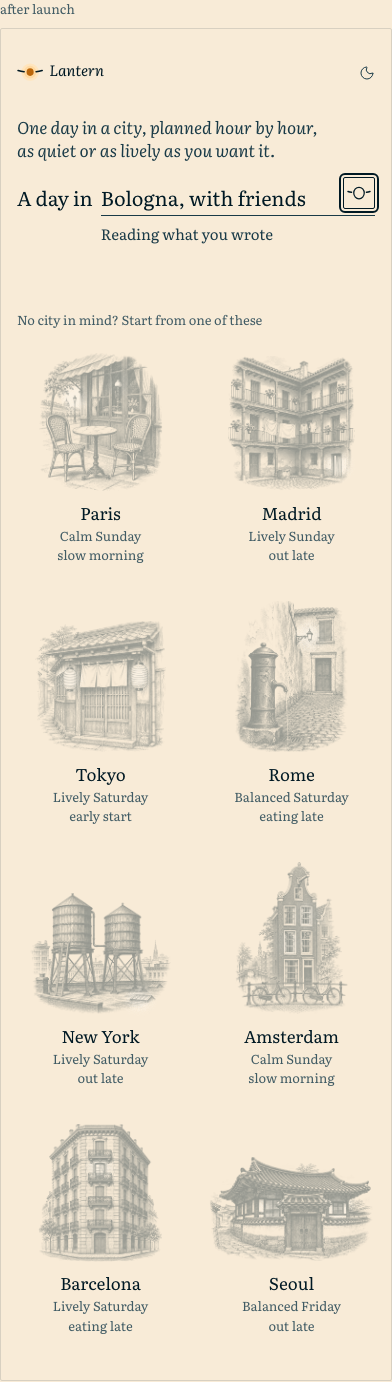 after launch
Lantern
One day in a city, planned hour by hour,
as quiet or as lively as you want it.
A day in Bologna, with friends
Reading what you wrote
No city in mind? Start from one of these
Paris
Calm Sunday
slow morning
Madrid
Lively Sunday
out late
Tokyo
Lively Saturday
early start
Rome
Balanced Saturday
eating late
New York
Lively Saturday
out late
Amsterdam
Calm Sunday
slow morning
Barcelona
Lively Saturday
eating late
Seoul
Balanced Friday
out late